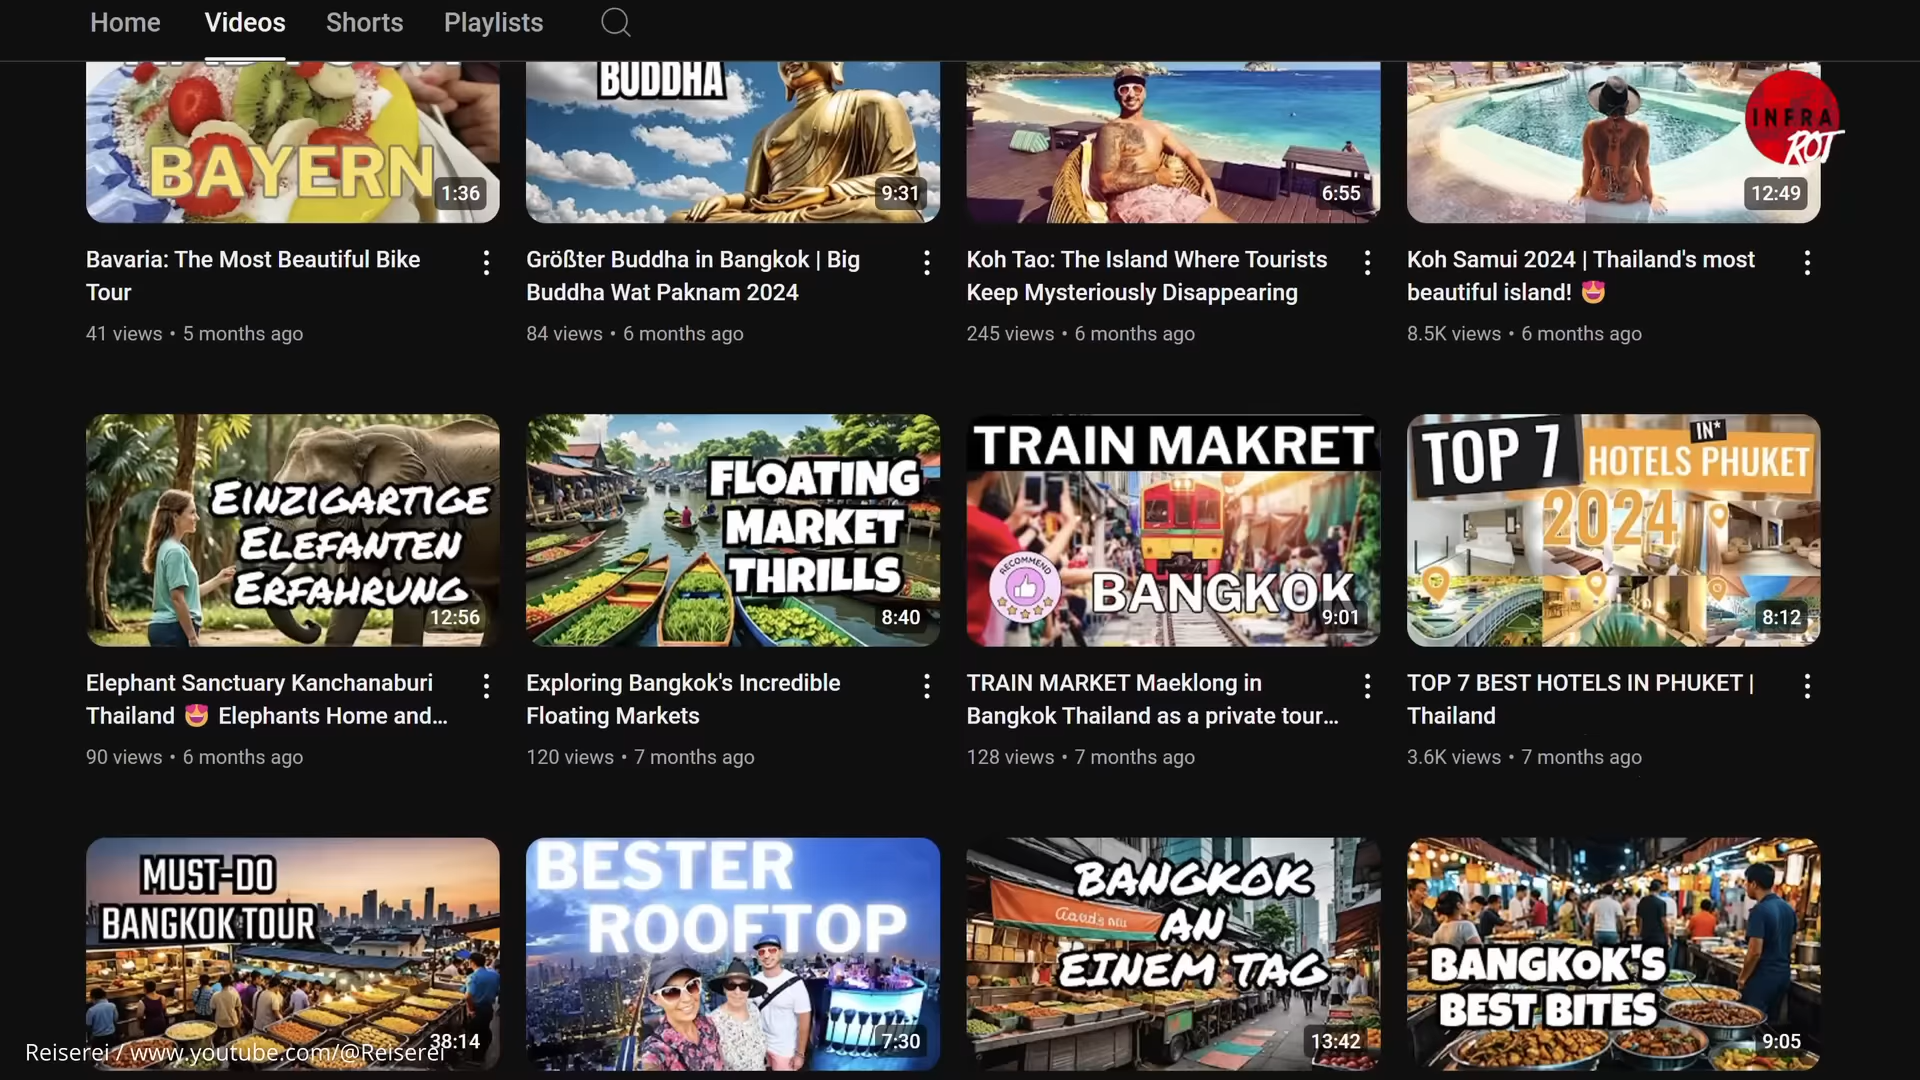 Home Videos Shorts Playlists
BAYERN
1:36
BUDDHA
9:31
6:55
INFRA
ROT
12:49
Bavaria: The Most Beautiful Bike
Tour
41 views • 5 months ago
Größter Buddha in Bangkok | Big
Buddha Wat Paknam 2024
84 views • 6 months ago
Koh Tao: The Island Where Tourists
Keep Mysteriously Disappearing
245 views • 6 months ago
Koh Samui 2024 | Thailand's most
beautiful island! 😍
8.5K views • 6 months ago
EINZIGARTIGE
ELEFANTEN
ERFAHRUNG
12:56
FLOATING
MARKET
THRILLS
8:40
TRAIN MAKRET
RECOMMEND
BANGKOK
9:01
TOP 7
IN*
HOTELS PHUKET
2024
8:12
Elephant Sanctuary Kanchanaburi
Thailand 😍 Elephants Home and...
90 views • 6 months ago
Exploring Bangkok's Incredible
Floating Markets
120 views • 7 months ago
TRAIN MARKET Maeklong in
Bangkok Thailand as a private tour...
128 views • 7 months ago
TOP 7 BEST HOTELS IN PHUKET |
Thailand
3.6K views • 7 months ago
MUST-DO
BANGKOK TOUR
38:14
BESTER
ROOFTOP
7:30
BANGKOK
AN
EINEM TAG
13:42
BANGKOK'S
BEST BITES
9:05
Reiserei / www.youtube.com/@Reiserei